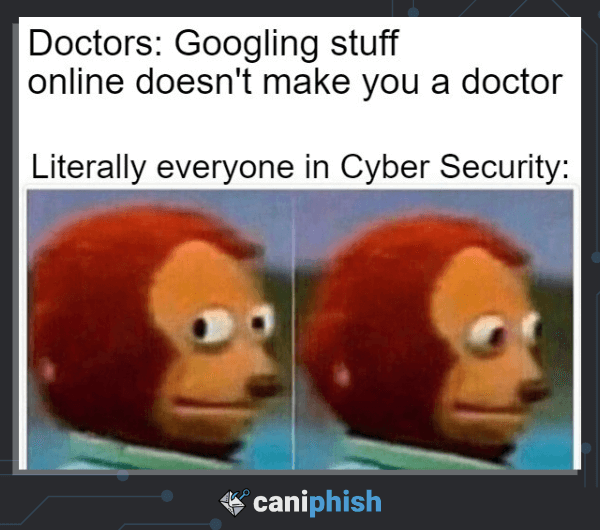 Doctors: Googling stuff
online doesn't make you a doctor
Literally everyone in Cyber Security:
caniphish